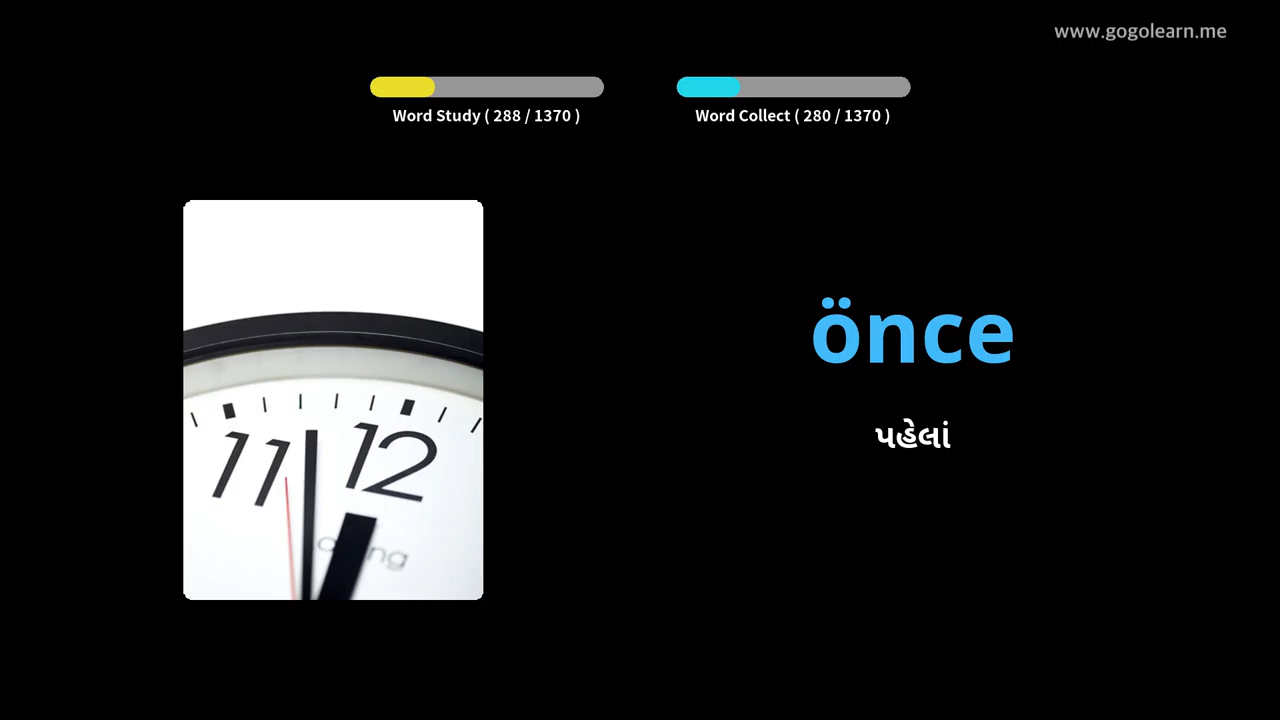 www.gogolearn.me
Word Study ( 288 / 1370 )
Word Collect ( 280 / 1370 )
önce
પહેલાં
11 12